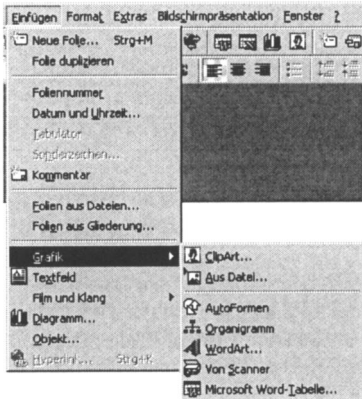 Einfügen Format Extras Bildschirmpräsentation Fenster ?
Neue Folie... Strg+M
Folie duplizieren
Foliennummer
Datum und Uhrzeit...
Tabulator
Sonderzeichen...
Kommentar
Folien aus Dateien...
Folien aus Gliederung...
Grafik
Textfeld
Film und Klang
Diagramm...
Objekt...
Hyperlink... Strg+K
ClipArt...
Aus Datei...
AutoFormen
Organigramm
WordArt...
Von Scanner
Microsoft Word-Tabelle...